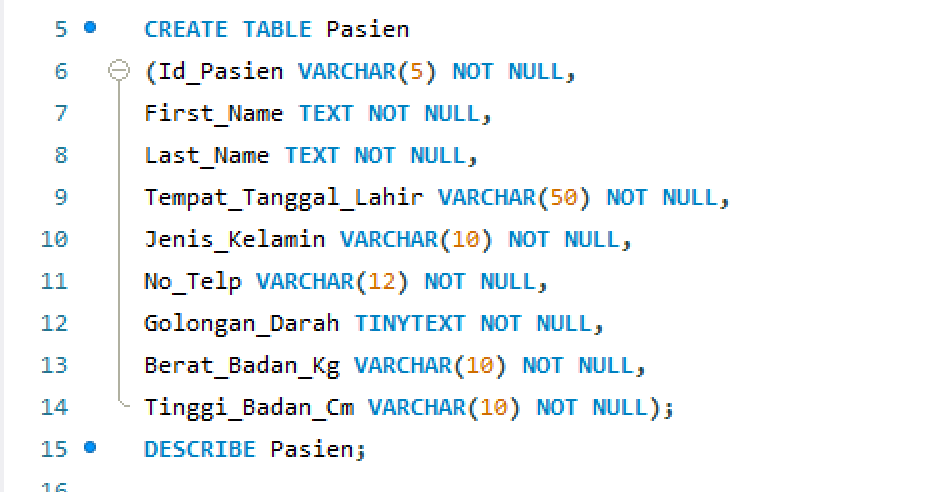 5 CREATE TABLE Pasien
6 (Id_Pasien VARCHAR(5) NOT NULL,
7 First_Name TEXT NOT NULL,
8 Last_Name TEXT NOT NULL,
9 Tempat_Tanggal_Lahir VARCHAR(50) NOT NULL,
10 Jenis_Kelamin VARCHAR(10) NOT NULL,
11 No_Telp VARCHAR(12) NOT NULL,
12 Golongan_Darah TINYTEXT NOT NULL,
13 Berat_Badan_Kg VARCHAR(10) NOT NULL,
14 Tinggi_Badan_Cm VARCHAR(10) NOT NULL);
15 DESCRIBE Pasien;
16